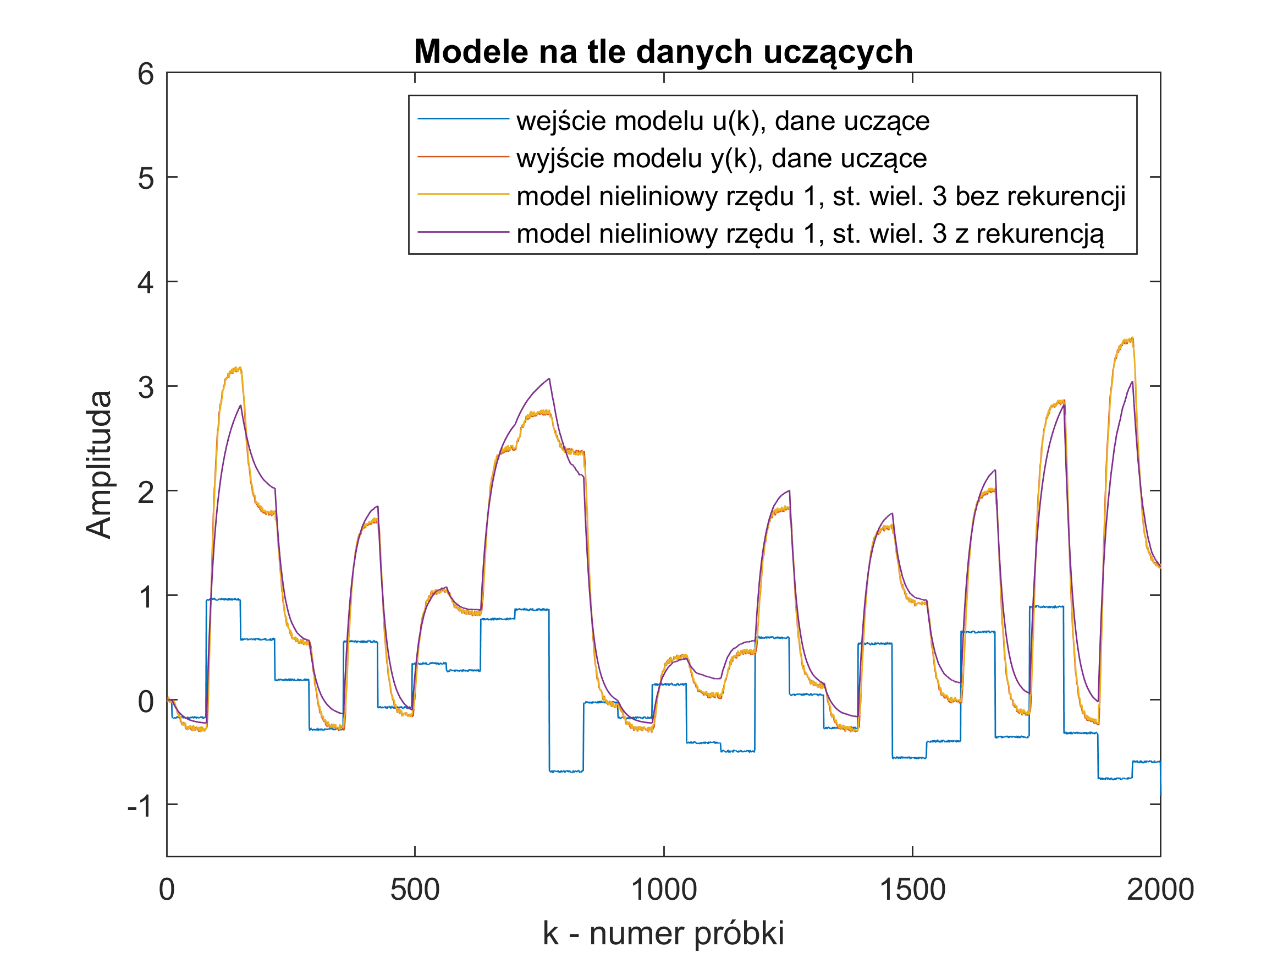 Modele na tle danych uczących
wejście modelu u(k), dane uczące
wyjście modelu y(k), dane uczące
model nieliniowy rzędu 1, st. wiel. 3 bez rekurencji
model nieliniowy rzędu 1, st. wiel. 3 z rekurencją
6
5
4
3
2
1
0
-1
Amplituda
0 500 1000 1500 2000
k - numer próbki